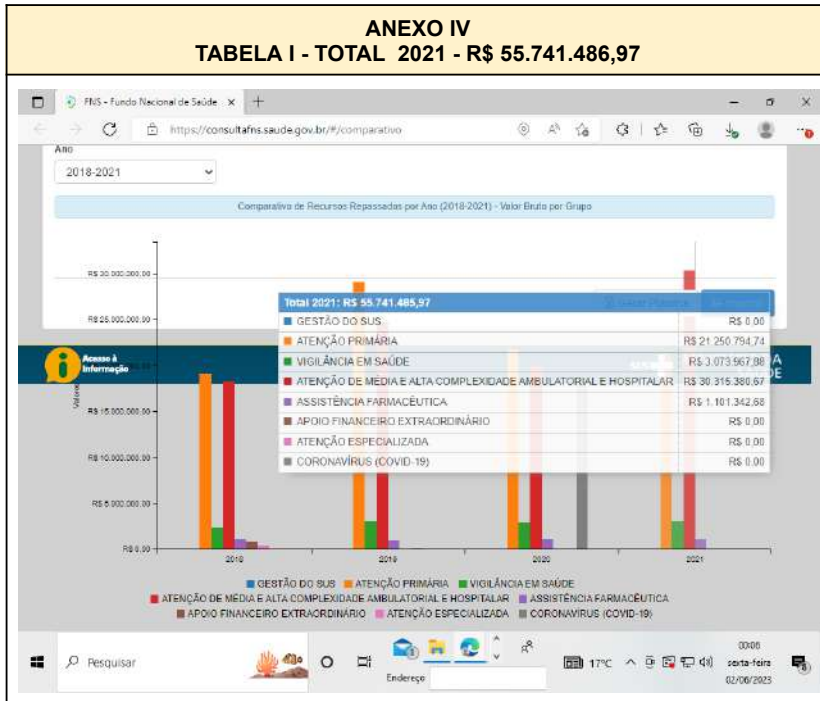 ANEXO IV
TABELA I - TOTAL 2021 - R$ 55.741.486,97
FNS - Fundo Nacional de Saúde
https://consultafns.saude.gov.br/#/comparativo
Ano
2018-2021
Comparativo de Recursos Repassados por Ano (2018-2021) - Valor Bruto por Grupo
R$ 30.000.000,00
Total 2021: R$ 55.741.485,97
R$ 25.000.000,00
GESTÃO DO SUS R$ 0,00
ATENÇÃO PRIMÁRIA R$ 21.250.794,74
Acesso à
Informação
VIGILÂNCIA EM SAÚDE R$ 3.073.967,88
ATENÇÃO DE MÉDIA E ALTA COMPLEXIDADE AMBULATORIAL E HOSPITALAR R$ 30.315.380,67
ASSISTÊNCIA FARMACÊUTICA R$ 1.101.342,68
R$ 15.000.000,00
APOIO FINANCEIRO EXTRAORDINÁRIO R$ 0,00
ATENÇÃO ESPECIALIZADA R$ 0,00
R$ 10.000.000,00
CORONAVÍRUS (COVID-19) R$ 0,00
R$ 5.000.000,00
R$ 0,00
2018 2019 2020 2021
GESTÃO DO SUS ATENÇÃO PRIMÁRIA VIGILÂNCIA EM SAÚDE
ATENÇÃO DE MÉDIA E ALTA COMPLEXIDADE AMBULATORIAL E HOSPITALAR ASSISTÊNCIA FARMACÊUTICA
APOIO FINANCEIRO EXTRAORDINÁRIO ATENÇÃO ESPECIALIZADA CORONAVÍRUS (COVID-19)
Pesquisar
17°C
00:06
sexta-feira
02/06/2023
Endereço